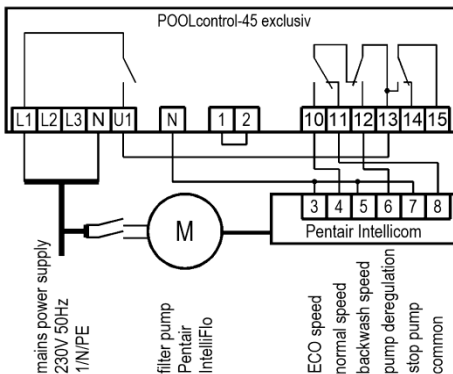 POOLcontrol-45 exclusiv
L1 L2 L3 N U1 N 1 2 10 11 12 13 14 15
3 4 5 6 7 8
Pentair Intellicom
M
mains power supply
230V 50Hz
1/N/PE
filter pump
Pentair
IntelliFlo
ECO speed
normal speed
backwash speed
pump deregulation
stop pump
common